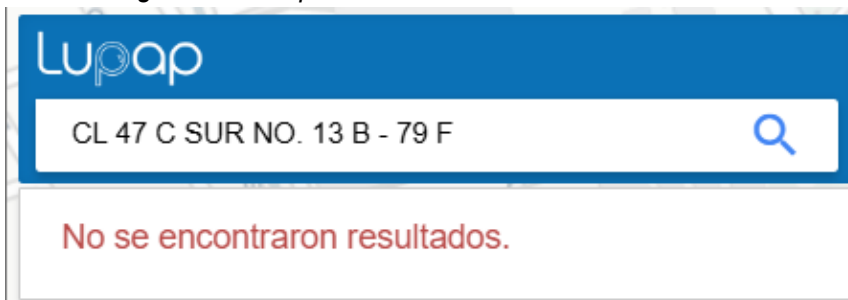 Lupap
CL 47 C SUR NO. 13 B - 79 F
No se encontraron resultados.